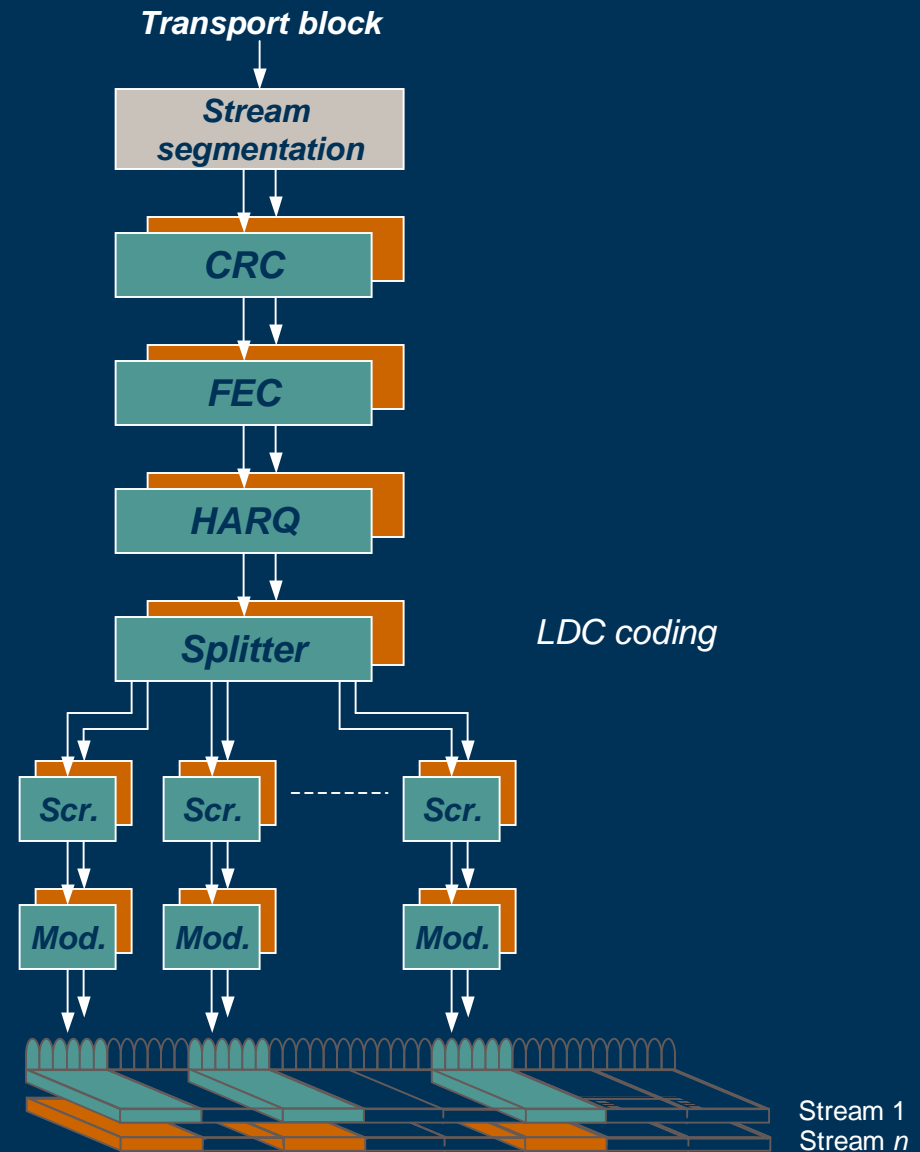 Transport block
Stream
segmentation
CRC
FEC
HARQ
Splitter
LDC coding
Scr.
Scr.
Scr.
Mod.
Mod.
Mod.
Stream 1
Stream n